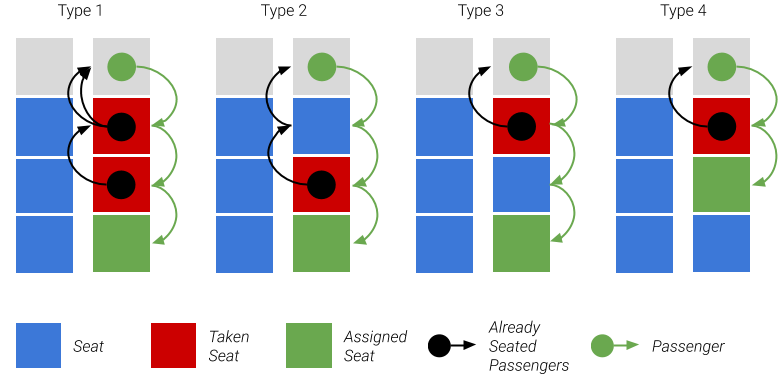 Type 1
Type 2
Type 3
Type 4
Seat
Taken
Seat
Assigned
Seat
Already
Seated
Passengers
Passenger